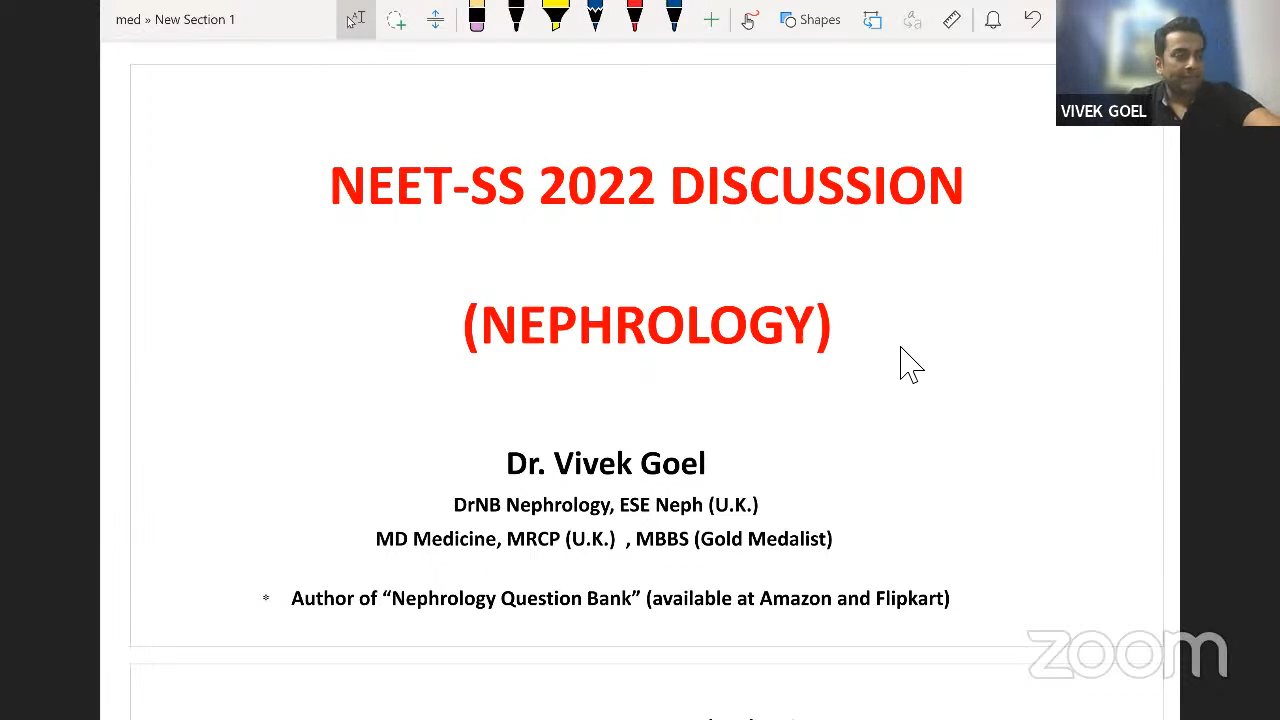 med » New Section 1
Shapes
VIVEK GOEL
NEET-SS 2022 DISCUSSION
(NEPHROLOGY)
Dr. Vivek Goel
DrNB Nephrology, ESE Neph (U.K.)
MD Medicine, MRCP (U.K.) , MBBS (Gold Medalist)
* Author of “Nephrology Question Bank” (available at Amazon and Flipkart)
zoom